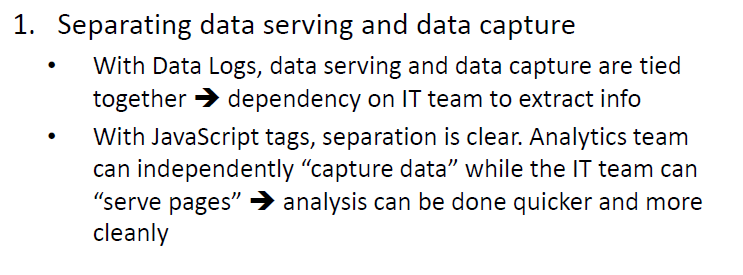 1. Separating data serving and data capture
• With Data Logs, data serving and data capture are tied
together ➔ dependency on IT team to extract info
• With JavaScript tags, separation is clear. Analytics team
can independently “capture data” while the IT team can
“serve pages” ➔ analysis can be done quicker and more
cleanly